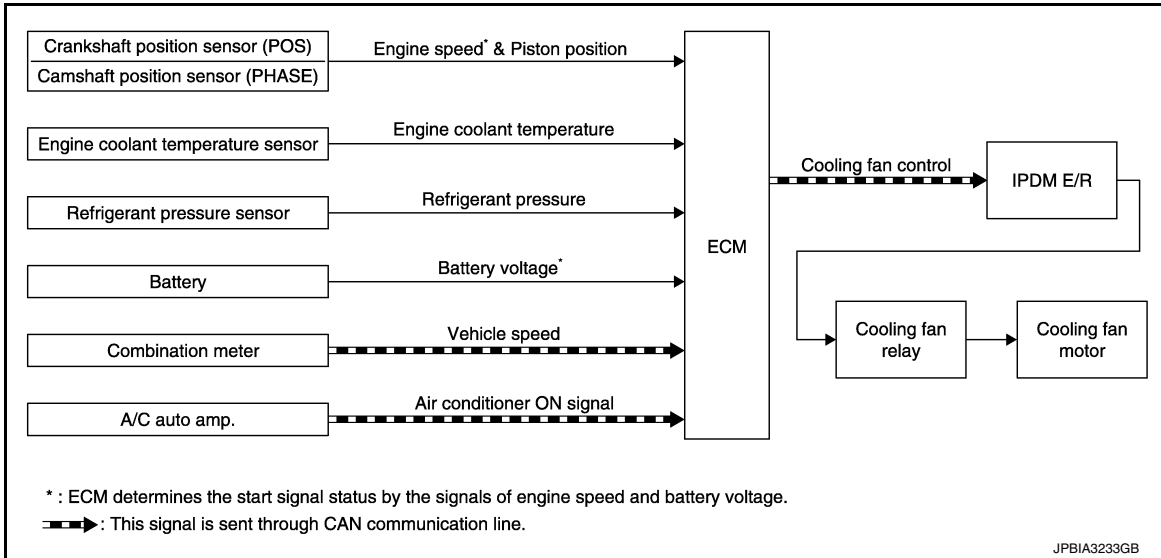 Crankshaft position sensor (POS)
Camshaft position sensor (PHASE)
Engine speed* & Piston position
Engine coolant temperature sensor
Engine coolant temperature
Refrigerant pressure sensor
Refrigerant pressure
Battery
Battery voltage*
Combination meter
Vehicle speed
A/C auto amp.
Air conditioner ON signal
ECM
Cooling fan control
IPDM E/R
Cooling fan
relay
Cooling fan
motor
* : ECM determines the start signal status by the signals of engine speed and battery voltage.
: This signal is sent through CAN communication line.
JPBIA3233GB